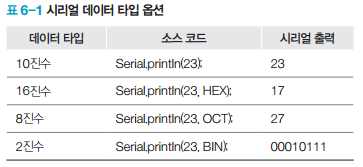 표 6-1 시리얼 데이터 타입 옵션
데이터 타입 소스 코드 시리얼 출력
10진수 Serial.println(23); 23
16진수 Serial.println(23, HEX); 17
8진수 Serial.println(23, OCT); 27
2진수 Serial.println(23, BIN); 00010111